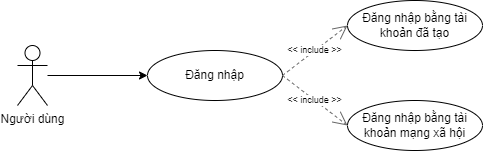 Đăng nhập bằng tài
khoản đã tạo
<< include >>
Đăng nhập
<< include >>
Người dùng
Đăng nhập bằng tài
khoản mạng xã hội